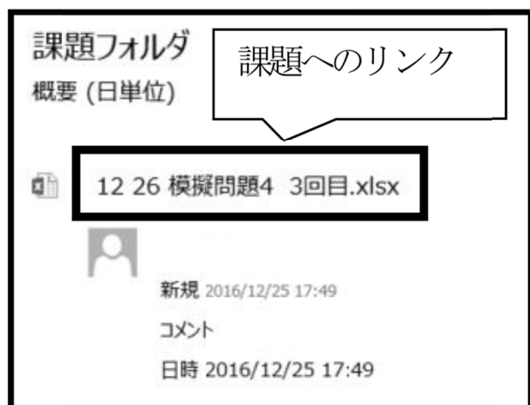 課題フォルダ
概要 (日単位)
課題へのリンク
12 26 模擬問題4 3回目.xlsx
新規 2016/12/25 17:49
コメント
日時 2016/12/25 17:49